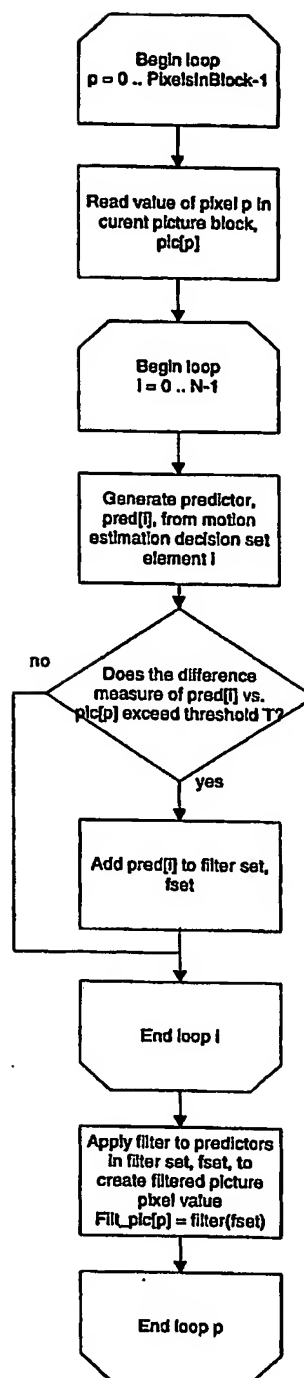 Begin loop
p = 0 .. PixelsInBlock-1
Read value of pixel p in
curent picture block,
pic[p]
Begin loop
i = 0 .. N-1
Generate predictor,
pred[i], from motion
estimation decision set
element i
no
Does the difference
measure of pred[i] vs.
pic[p] exceed threshold T?
yes
Add pred[i] to filter set,
fset
End loop i
Apply filter to predictors
in filter set, fset, to
create filtered picture
pixel value
Filt_pic[p] = filter(fset)
End loop p